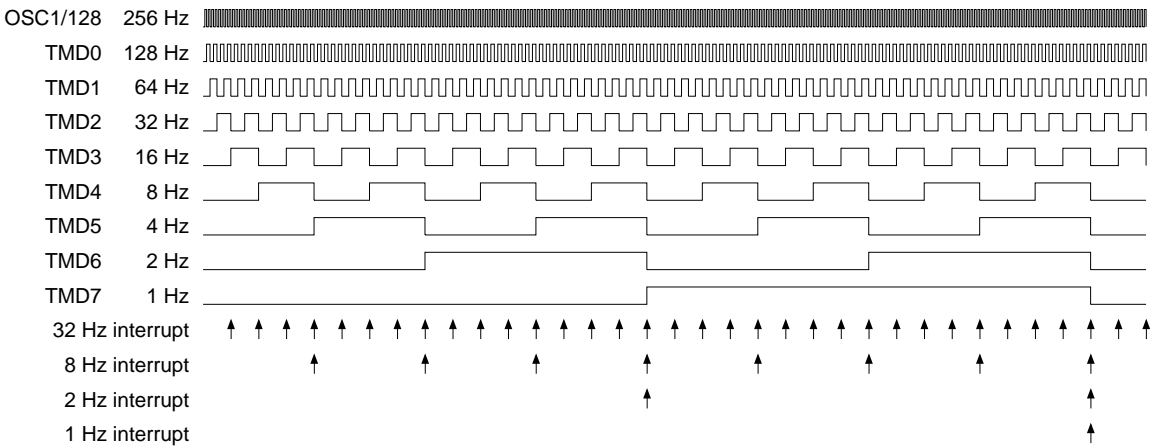 OSC1/128 256 Hz
TMD0 128 Hz
TMD1 64 Hz
TMD2 32 Hz
TMD3 16 Hz
TMD4 8 Hz
TMD5 4 Hz
TMD6 2 Hz
TMD7 1 Hz
32 Hz interrupt
8 Hz interrupt
2 Hz interrupt
1 Hz interrupt